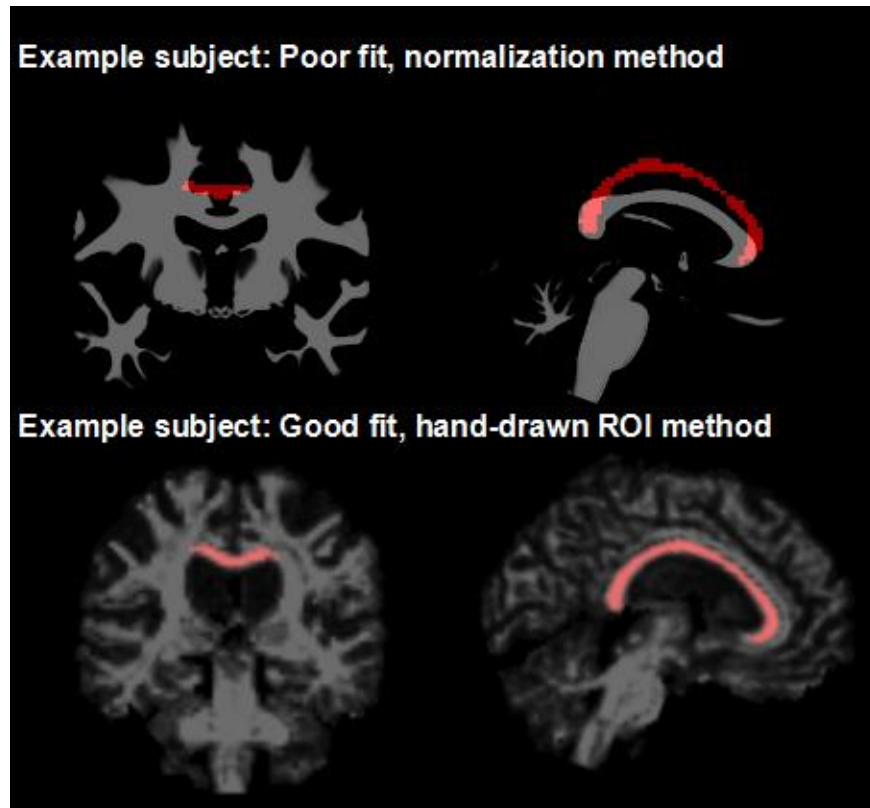 Example subject: Poor fit, normalization method
Example subject: Good fit, hand-drawn ROI method